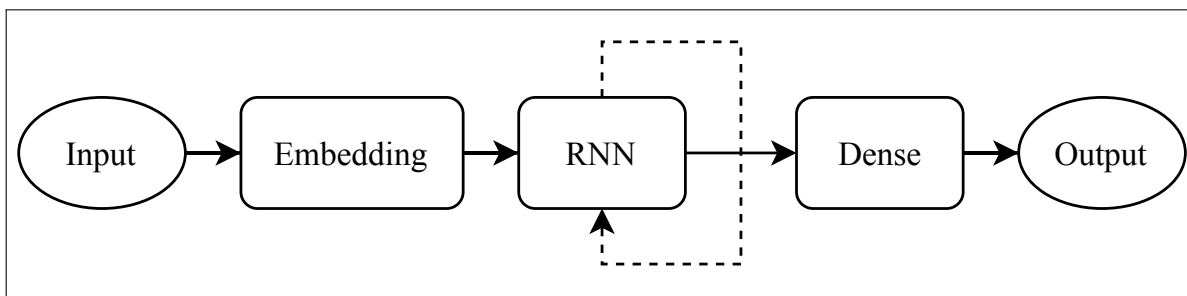 Input
Embedding
RNN
Dense
Output